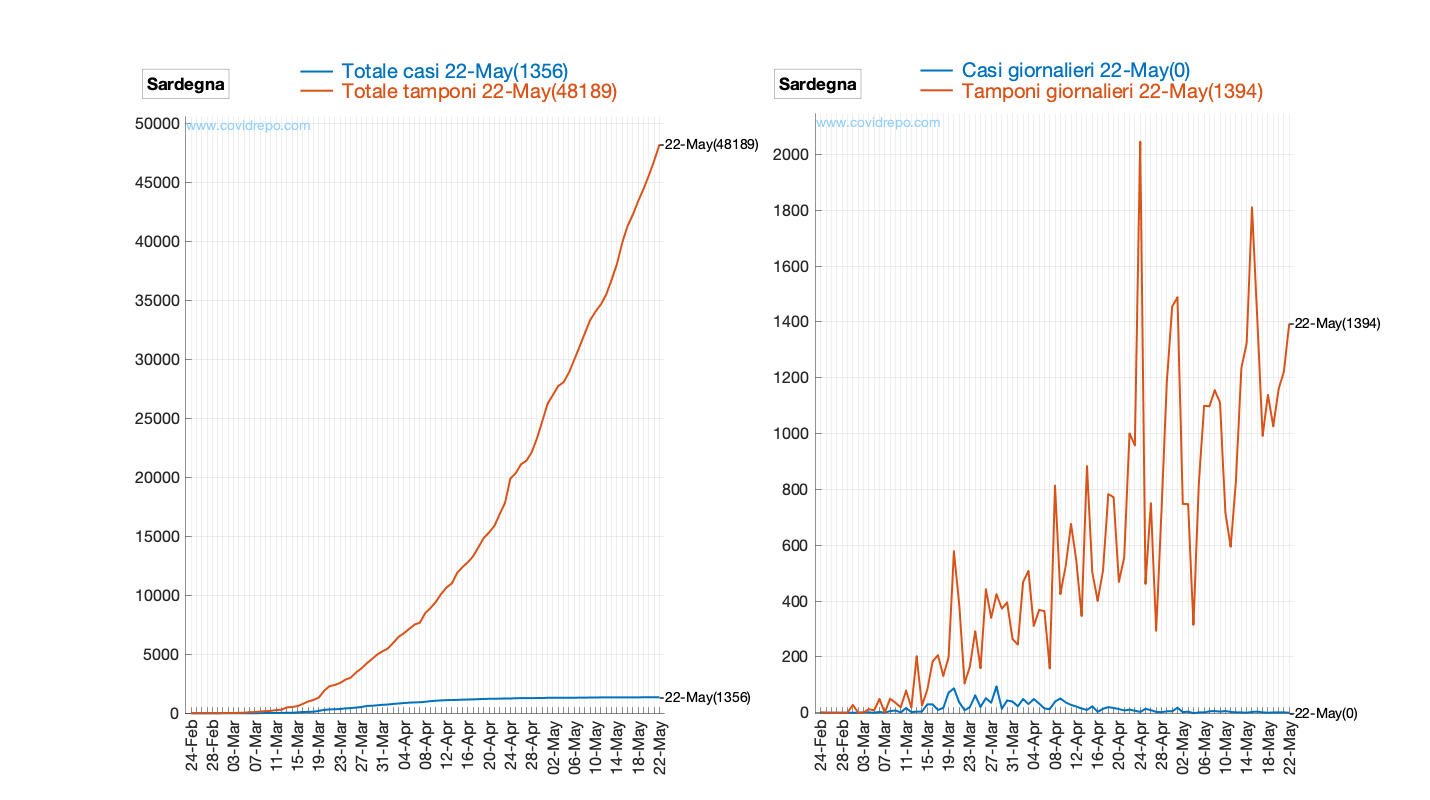 Sardegna
Totale casi 22-May(1356)
Totale tamponi 22-May(48189)
www.covidrepo.com
50000
45000
40000
35000
30000
25000
20000
15000
10000
5000
0
22-May(48189)
22-May(1356)
24-Feb
28-Feb
03-Mar
07-Mar
11-Mar
15-Mar
19-Mar
23-Mar
27-Mar
31-Mar
04-Apr
08-Apr
12-Apr
16-Apr
20-Apr
24-Apr
28-Apr
02-May
06-May
10-May
14-May
18-May
22-May
Sardegna
Casi giornalieri 22-May(0)
Tamponi giornalieri 22-May(1394)
www.covidrepo.com
2000
1800
1600
1400
1200
1000
800
600
400
200
0
22-May(1394)
22-May(0)
24-Feb
28-Feb
03-Mar
07-Mar
11-Mar
15-Mar
19-Mar
23-Mar
27-Mar
31-Mar
04-Apr
08-Apr
12-Apr
16-Apr
20-Apr
24-Apr
28-Apr
02-May
06-May
10-May
14-May
18-May
22-May